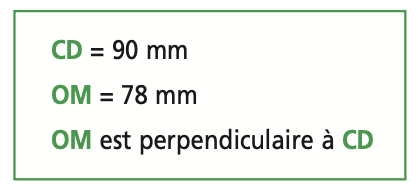 CD = 90 mm
OM = 78 mm
OM est perpendiculaire à CD